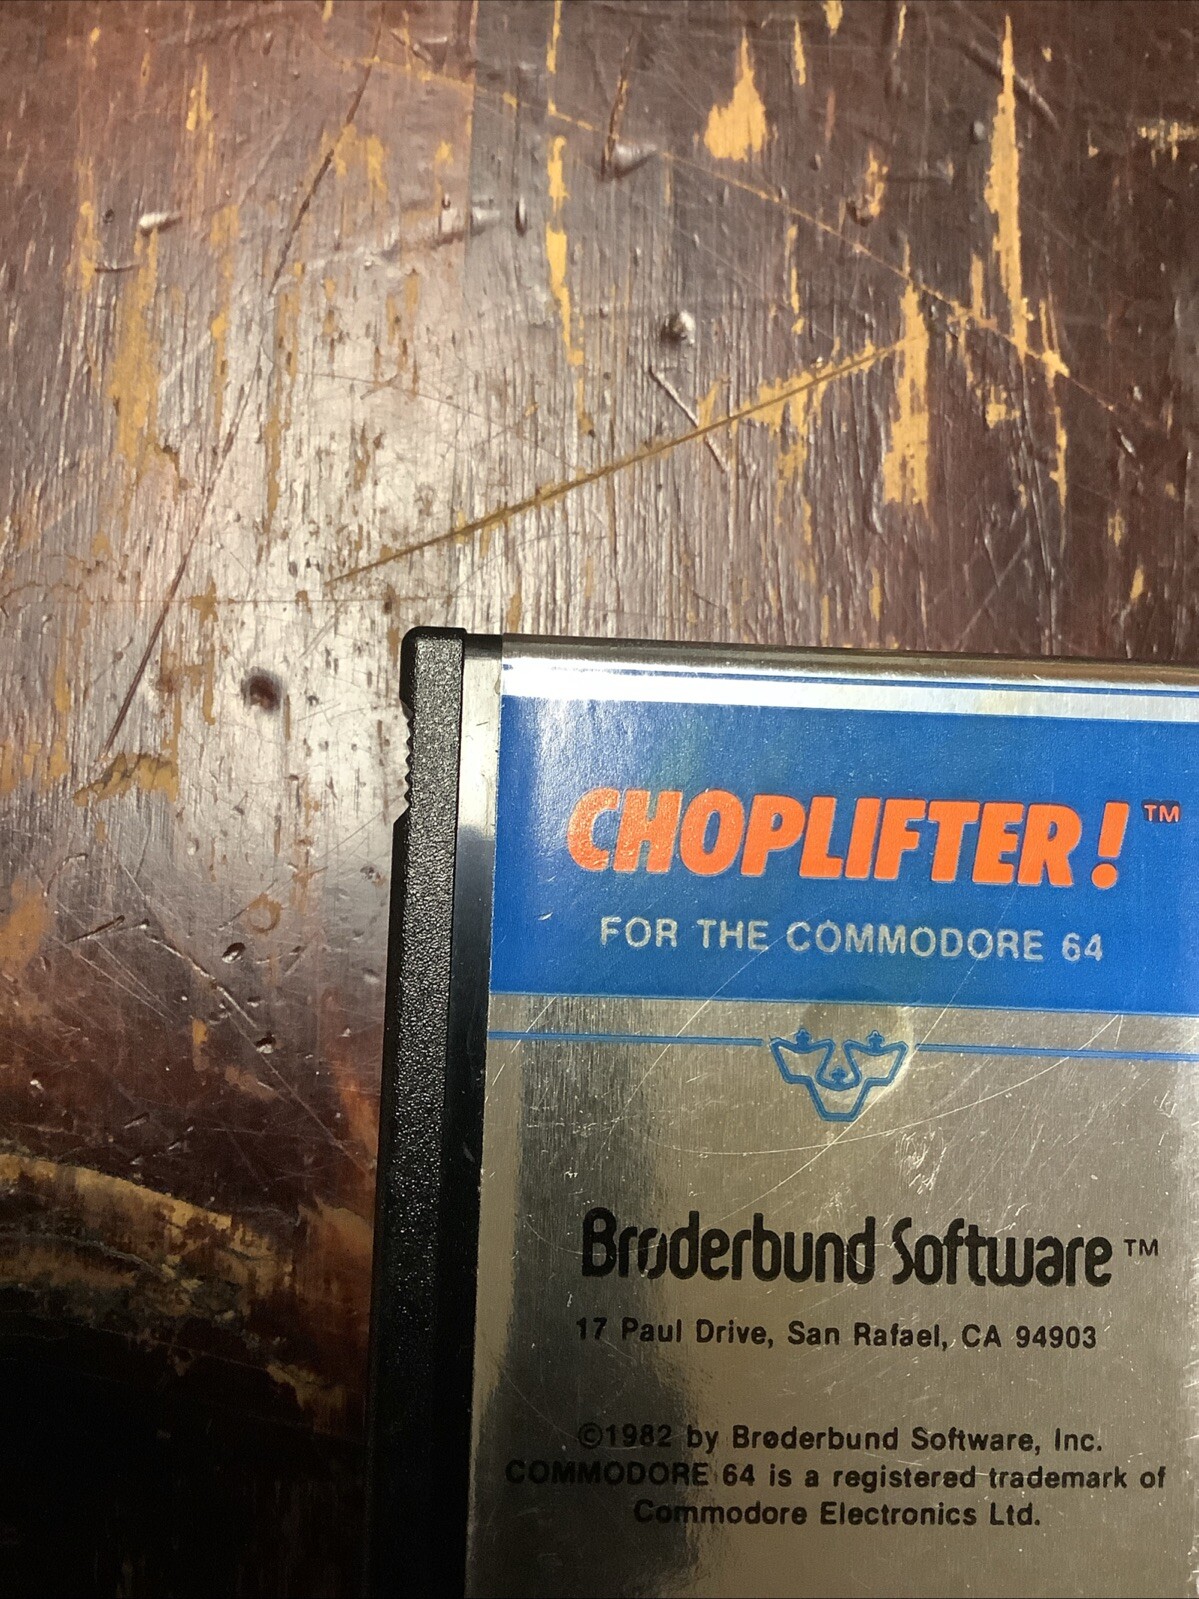 CHOPLIFTER!™
FOR THE COMMODORE 64
Brøderbund Software™
17 Paul Drive, San Rafael, CA 94903
©1982 by Brøderbund Software, Inc.
COMMODORE 64 is a registered trademark of
Commodore Electronics Ltd.